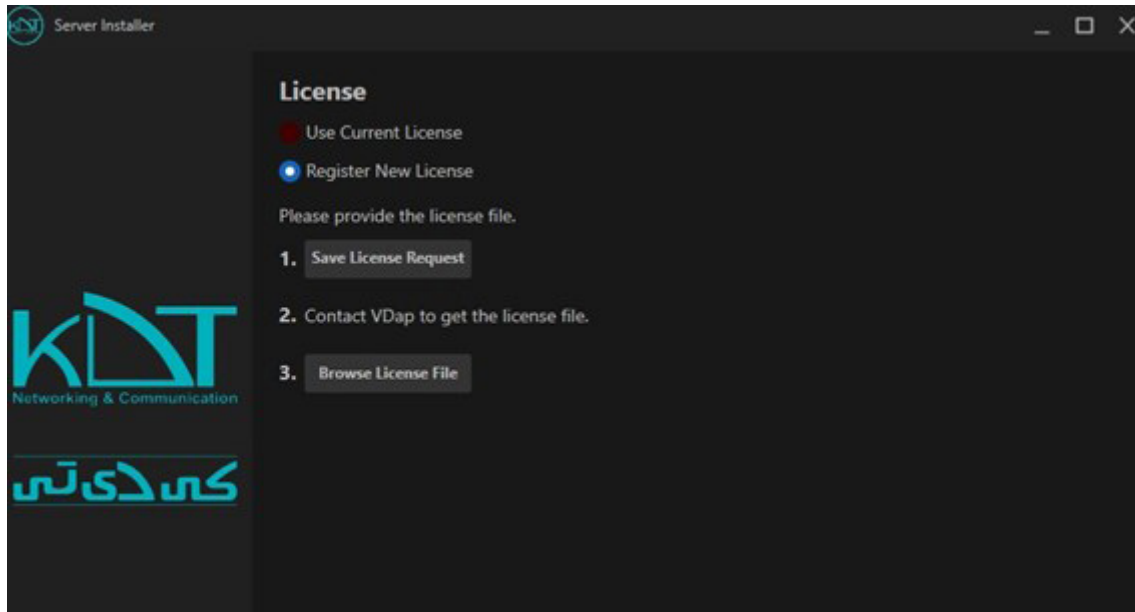 KDT Server Installer
License
Use Current License
Register New License
Please provide the license file.
1. Save License Request
2. Contact VDap to get the license file.
3. Browse License File
KDT
Networking & Communication
کی دی تی